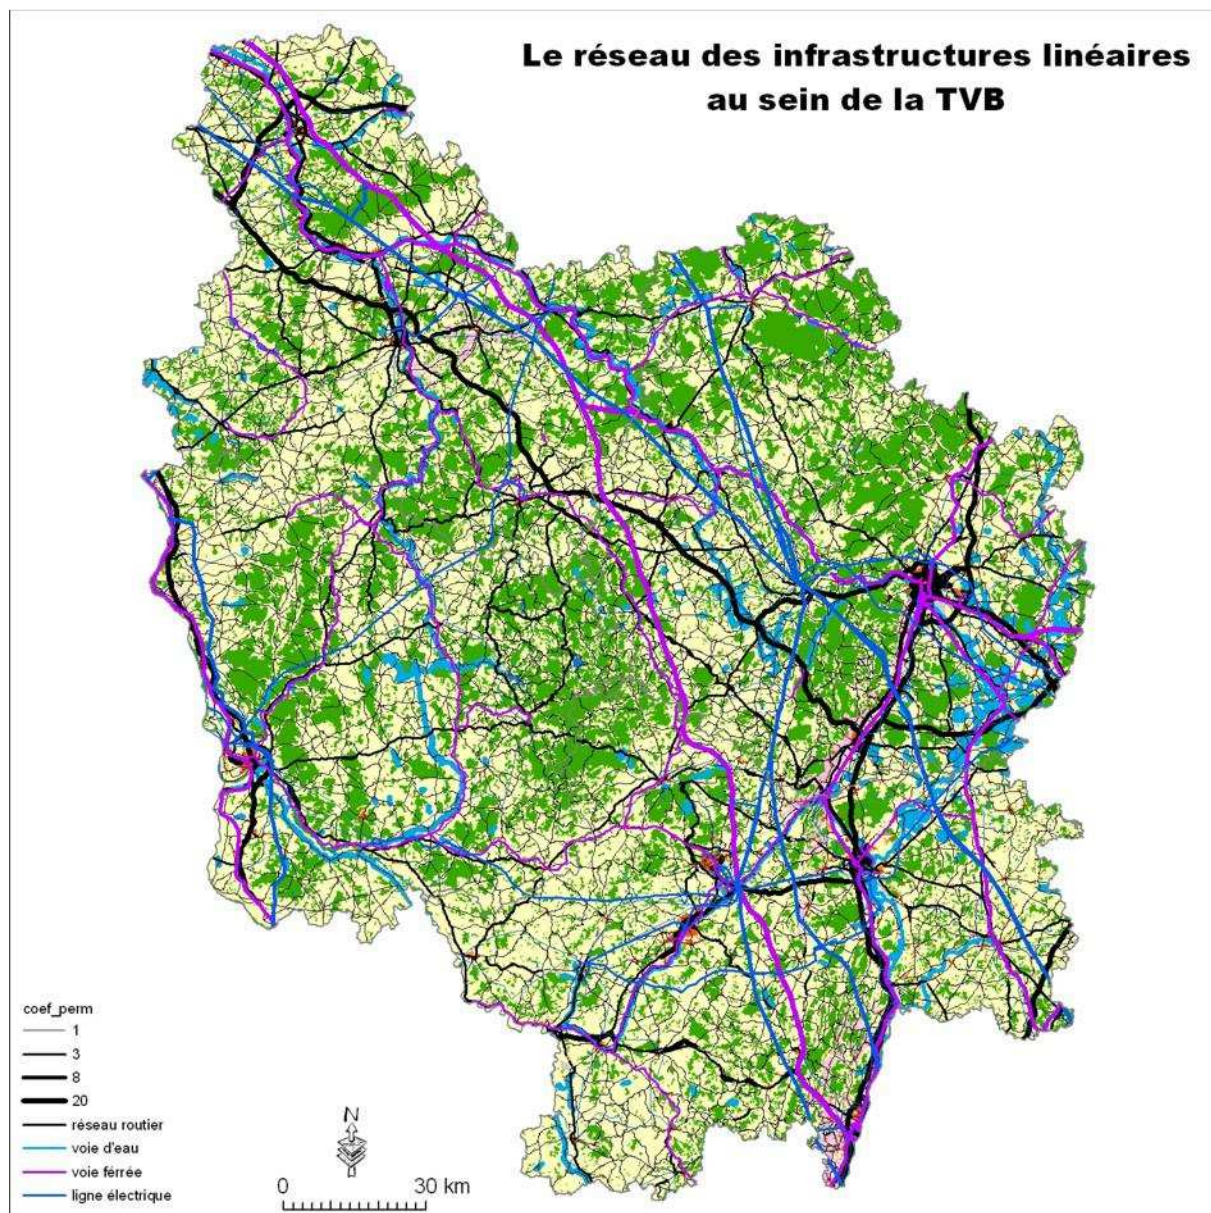 Le réseau des infrastructures linéaires
au sein de la TVB
coef_perm
1
3
8
20
réseau routier
voie d'eau
voie férrée
ligne électrique
N
0 30 km